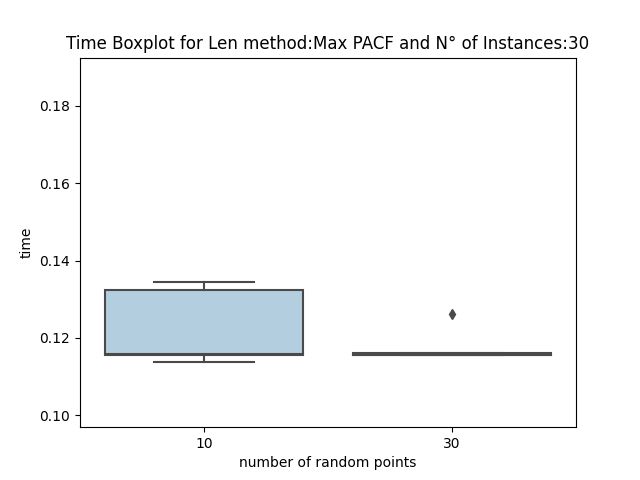 Time Boxplot for Len method:Max PACF and N° of Instances:30
0.18
0.16
0.14
0.12
0.10
time
10
30
number of random points